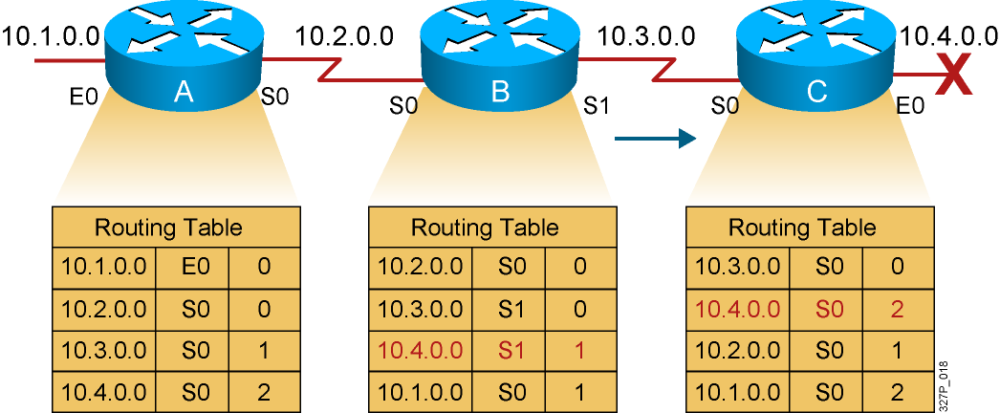 10.1.0.0 10.2.0.0 10.3.0.0 10.4.0.0
A B C
E0 S0 S0 S1 S0 E0
X
Routing Table
10.1.0.0 E0 0
10.2.0.0 S0 0
10.3.0.0 S0 1
10.4.0.0 S0 2
Routing Table
10.2.0.0 S0 0
10.3.0.0 S1 0
10.4.0.0 S1 1
10.1.0.0 S0 1
Routing Table
10.3.0.0 S0 0
10.4.0.0 S0 2
10.2.0.0 S0 1
10.1.0.0 S0 2
327P_018